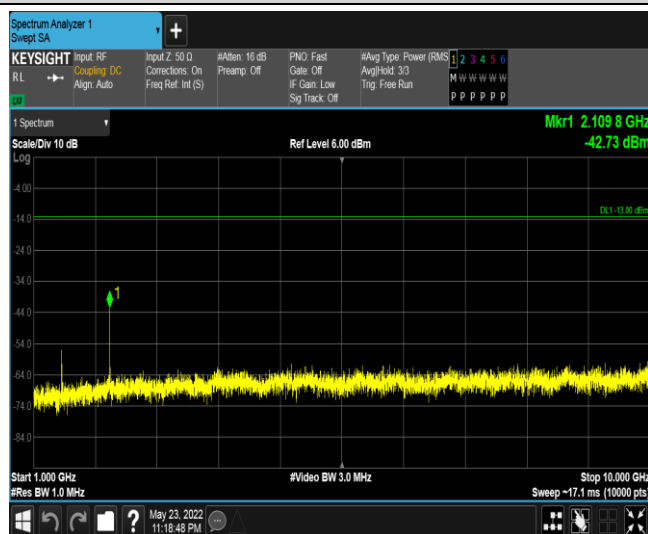 Spectrum Analyzer 1
Swept SA
+
KEYSIGHT Input: RF Input Z: 50 Ω #Atten: 16 dB PNO: Fast #Avg Type: Power (RMS 1 2 3 4 5 6
RL Coupling: DC Corrections: On Preamp: Off Gate: Off Avg|Hold: 3/3 M W W W W W
Align: Auto Freq Ref: Int (S) IF Gain: Low Trig: Free Run
Sig Track: Off P P P P P P
LXI
1 Spectrum Mkr1 2.109 8 GHz
Scale/Div 10 dB Ref Level 6.00 dBm -42.73 dBm
Log
-4.00
DL1 -13.00 dBm
-14.0
-24.0
-34.0
1
-44.0
-54.0
-64.0
-74.0
-84.0
Start 1.000 GHz #Video BW 3.0 MHz Stop 10.000 GHz
#Res BW 1.0 MHz Sweep ~17.1 ms (10000 pts)
? May 23, 2022
11:18:48 PM